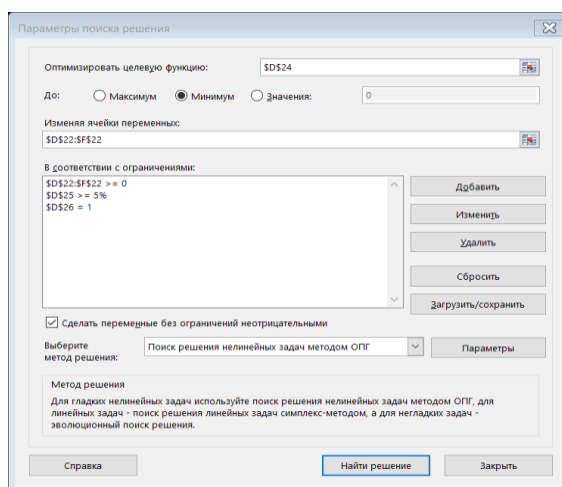 Параметры поиска решения
Оптимизировать целевую функцию: $D$24
До: Максимум Минимум Значения: 0
Изменяя ячейки переменных:
$D$22:$F$22
В соответствии с ограничениями:
$D$22:$F$22 >= 0
$D$25 >= 5%
$D$26 = 1
Добавить
Изменить
Удалить
Сбросить
Загрузить/сохранить
Сделать переменные без ограничений неотрицательными
Выберите
метод решения:
Поиск решения нелинейных задач методом ОПГ
Параметры
Метод решения
Для гладких нелинейных задач используйте поиск решения нелинейных задач методом ОПГ, для
линейных задач - поиск решения линейных задач симплекс-методом, а для негладких задач -
эволюционный поиск решения.
Справка Найти решение Закрыть